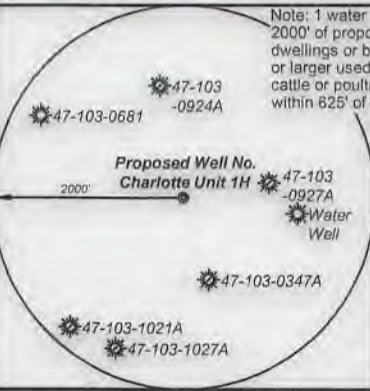 Note: 1 water
2000' of propo
dwellings or b
or larger used
cattle or poult
within 625' of
47-103
-0924A
47-103-0681
Proposed Well No.
Charlotte Unit 1H
47-103
-0927A
2000'
Water
Well
47-103-0347A
47-103-1021A
47-103-1027A